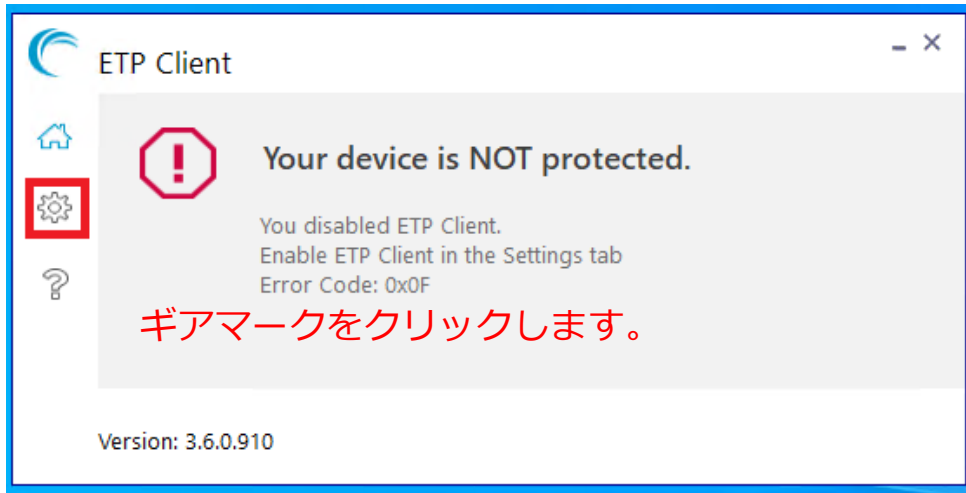 ETP Client
Your device is NOT protected.
You disabled ETP Client.
Enable ETP Client in the Settings tab
Error Code: 0x0F
ギアマークをクリックします。
Version: 3.6.0.910